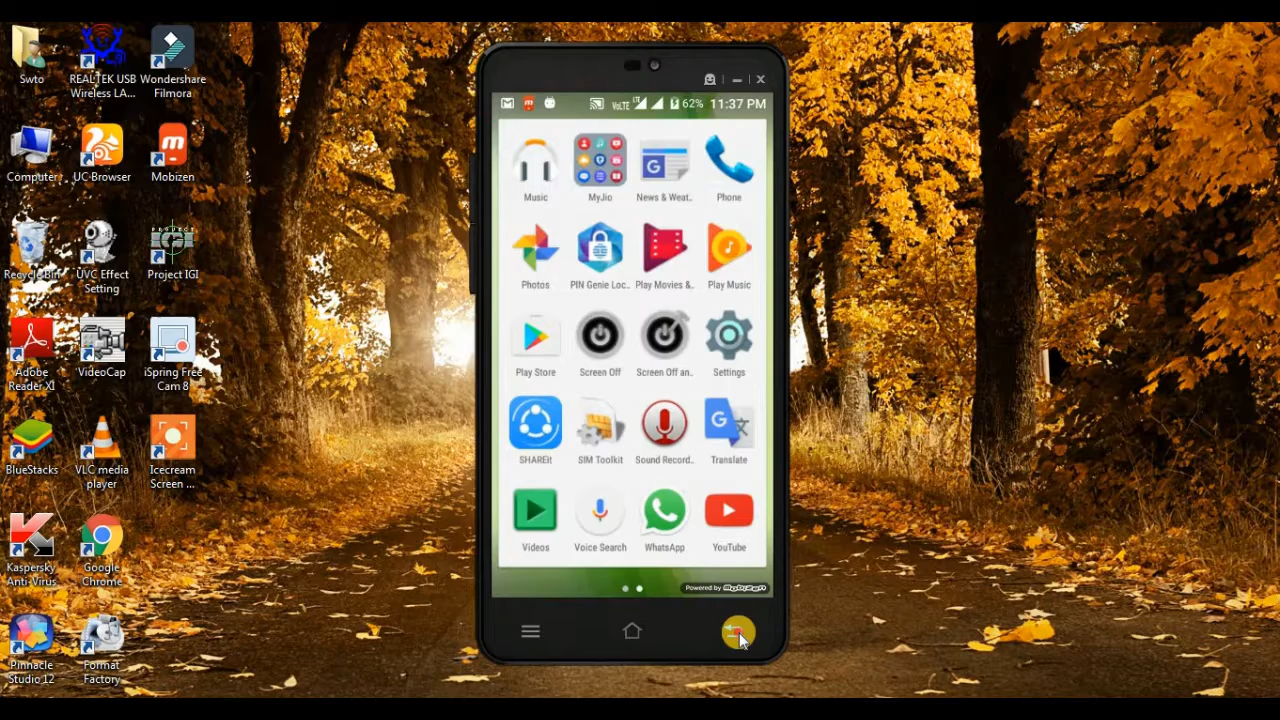 Swto
REALTEK USB
Wireless LA...
Wondershare
Filmora
Computer
UC Browser
Mobizen
Recycle Bin
UVC Effect
Setting
PROJECT
IGI
Project IGI
Adobe
Reader XI
VideoCap
iSpring Free
Cam 8
BlueStacks
VLC media
player
Icecream
Screen ...
Kaspersky
Anti-Virus
Google
Chrome
Pinnacle
Studio 12
Format
Factory
VoLTE LTE 62% 11:37 PM
Music
MyJio
News & Weat..
Phone
Photos
PIN Genie Loc..
Play Movies &..
Play Music
Play Store
Screen Off
Screen Off an..
Settings
SHAREit
SIM Toolkit
Sound Record..
Translate
Videos
Voice Search
WhatsApp
YouTube
Powered by Mobizen